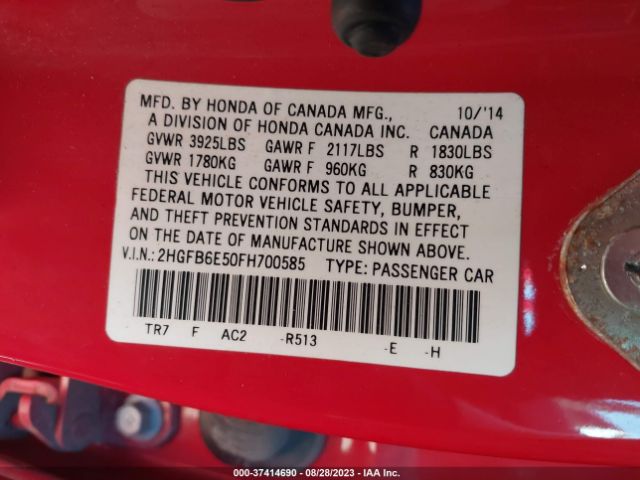 MFD. BY HONDA OF CANADA MFG., 10/'14
A DIVISION OF HONDA CANADA INC. CANADA
GVWR 3925LBS GAWR F 2117LBS R 1830LBS
GVWR 1780KG GAWR F 960KG R 830KG
THIS VEHICLE CONFORMS TO ALL APPLICABLE
FEDERAL MOTOR VEHICLE SAFETY, BUMPER,
AND THEFT PREVENTION STANDARDS IN EFFECT
ON THE DATE OF MANUFACTURE SHOWN ABOVE.
V.I.N.: 2HGFB6E50FH700585 TYPE: PASSENGER CAR
TR7 F AC2 -R513 -E -H
000-37414690 - 08/28/2023 - IAA Inc.